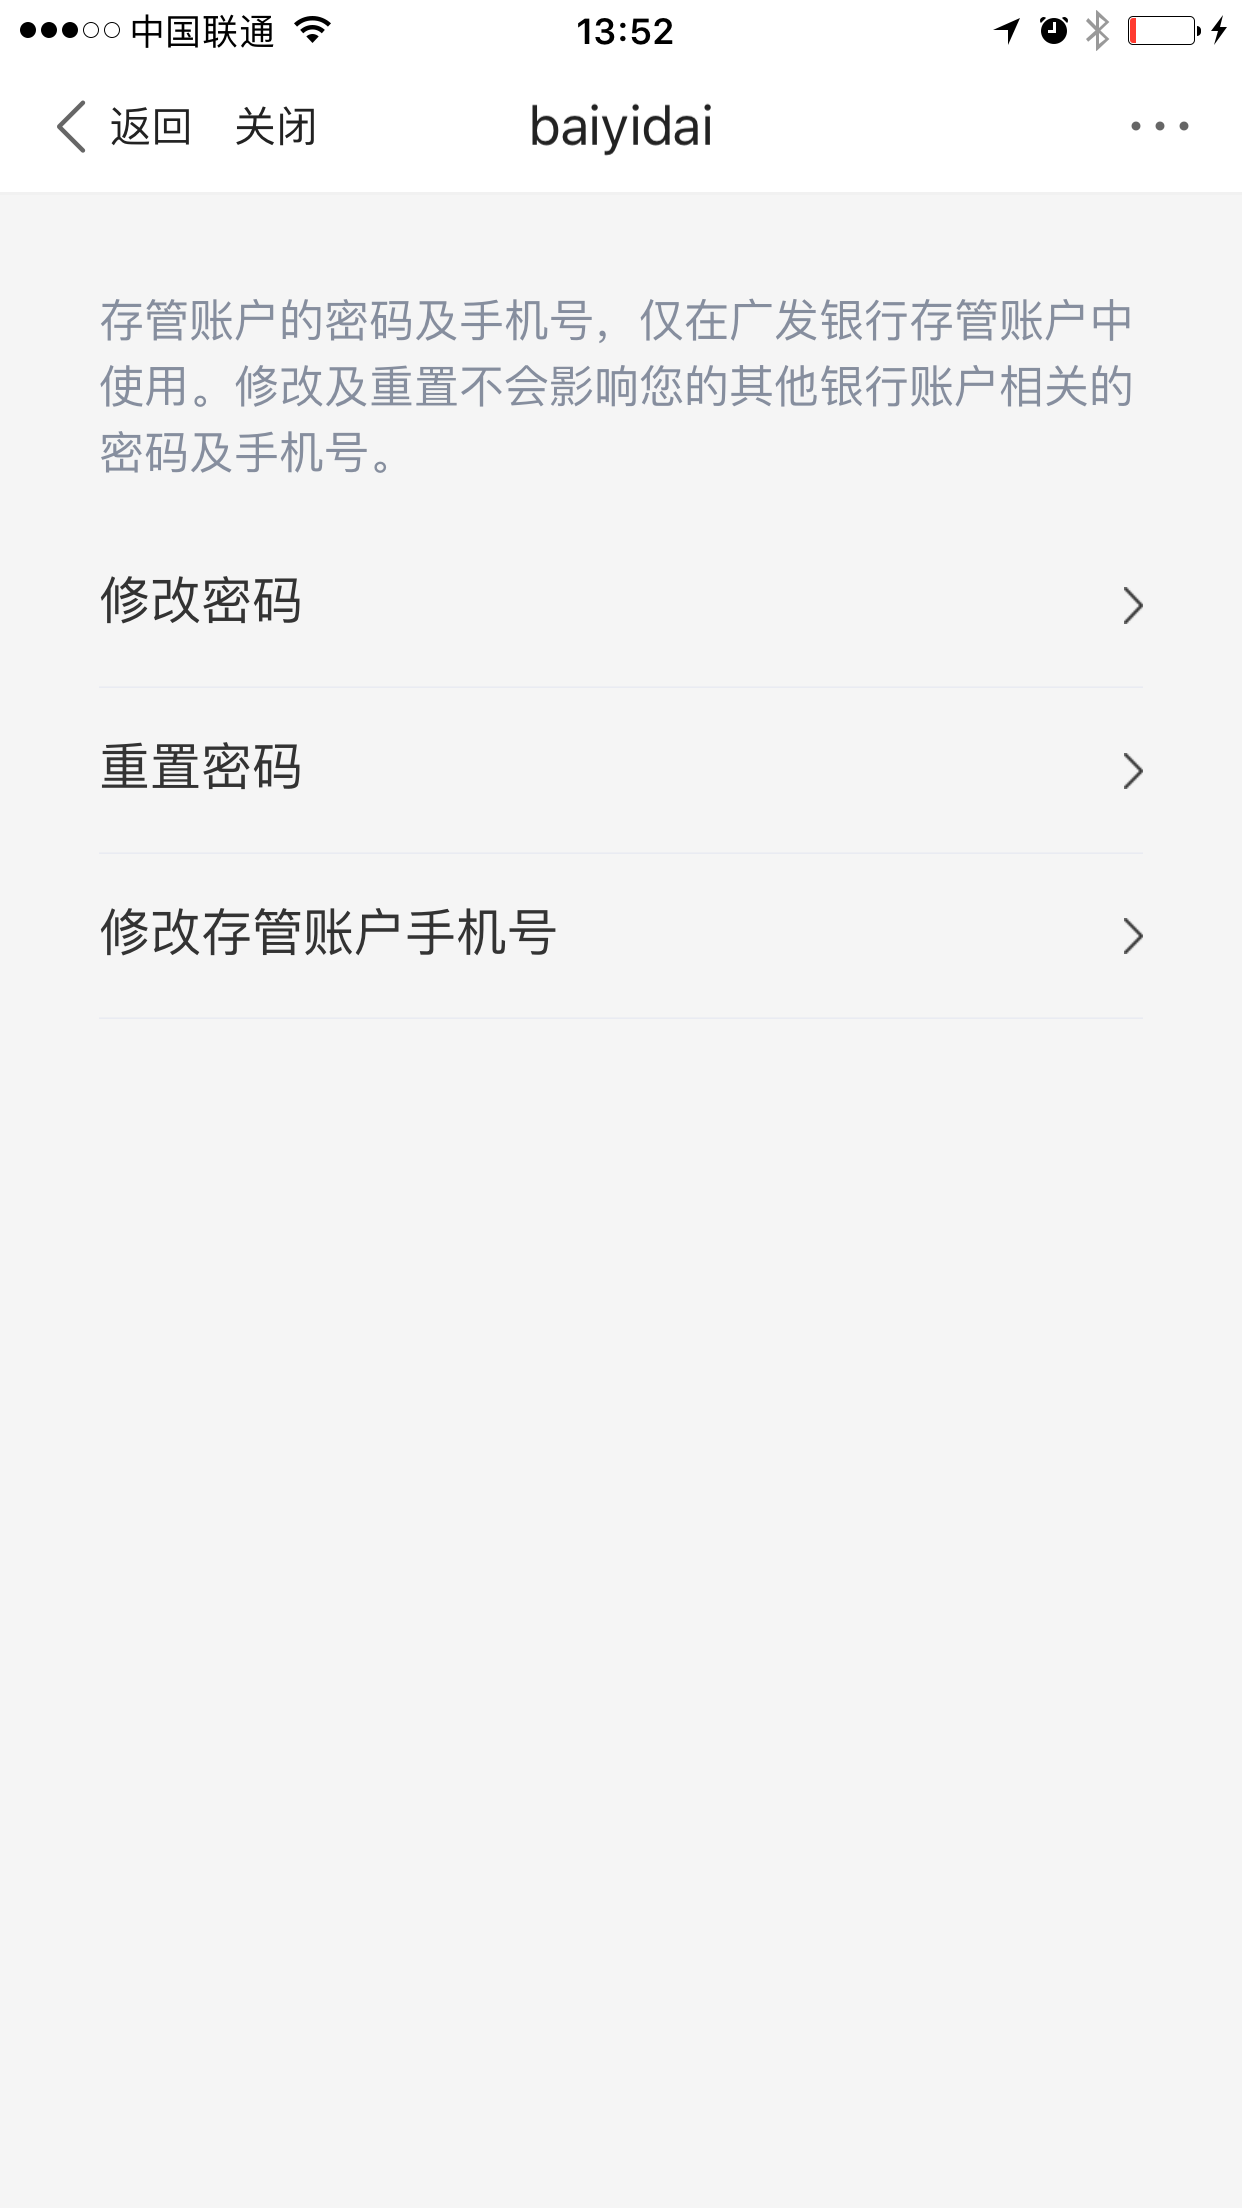 中国联通 13:52
返回 关闭 baiyidai
存管账户的密码及手机号，仅在广发银行存管账户中
使用。修改及重置不会影响您的其他银行账户相关的
密码及手机号。
修改密码
重置密码
修改存管账户手机号